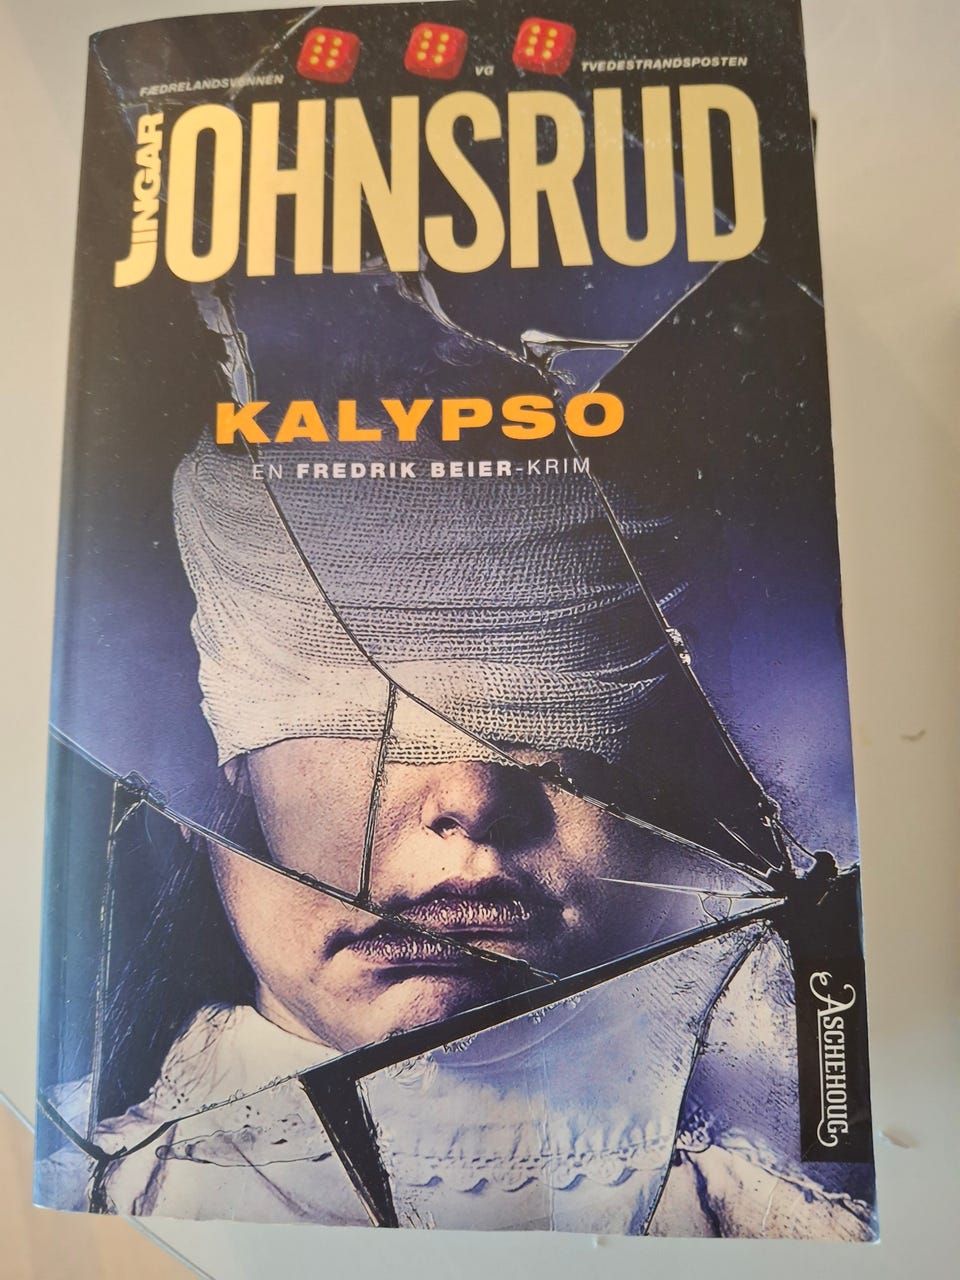 FÆDRELANDSVENNEN
VG
TVEDESTRANDSPOSTEN
INGAR
JOHNSRUD
KALYPSO
EN FREDRIK BEIER-KRIM
ASCHEHOUG